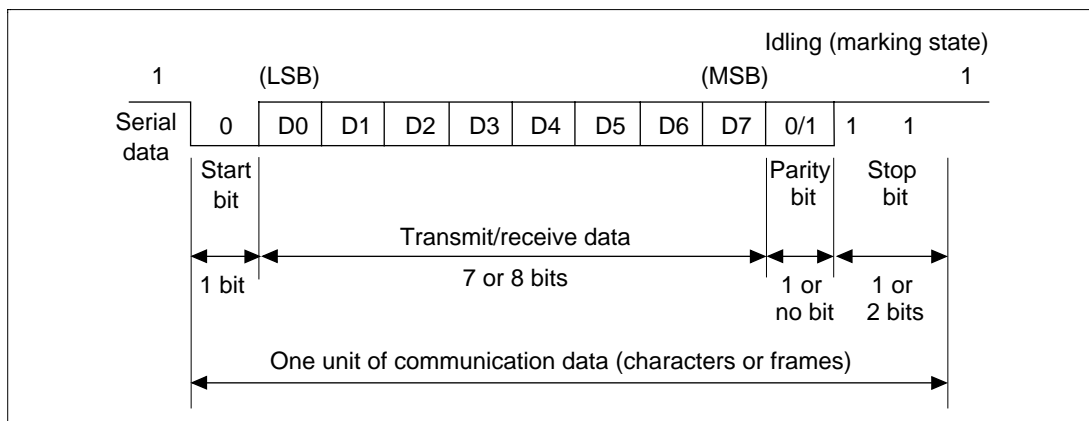 Idling (marking state)
1 (LSB) (MSB) 1
Serial
data
0 D0 D1 D2 D3 D4 D5 D6 D7 0/1 1 1
Start
bit
Parity
bit
Stop
bit
Transmit/receive data
1 bit
7 or 8 bits
1 or
no bit
1 or
2 bits
One unit of communication data (characters or frames)